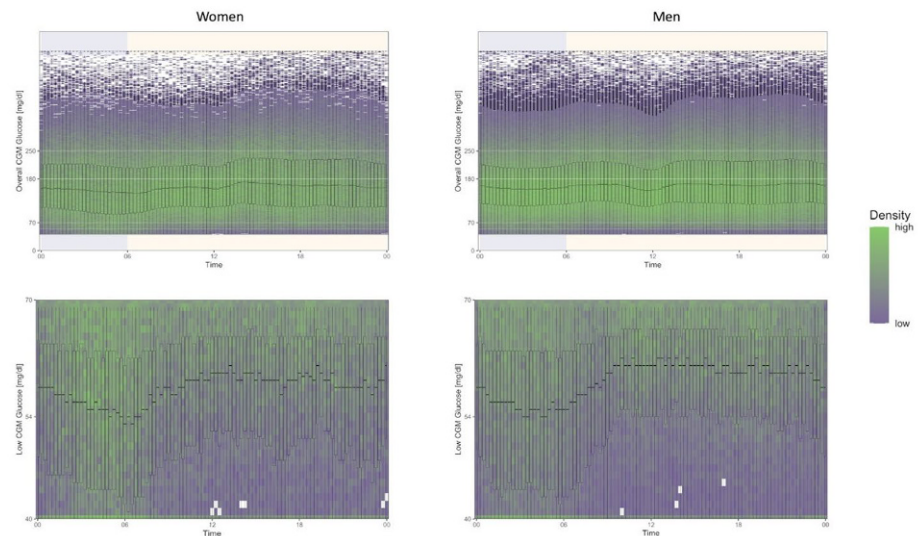 Women
Men
Overall CGM Glucose [mg/dl]
250
180
70
0
00
06
12
18
00
Time
Overall CGM Glucose [mg/dl]
250
180
70
0
00
06
12
18
00
Time
Density
high
low
Low CGM Glucose [mg/dl]
70
54
40
00
06
12
18
00
Time
Low CGM Glucose [mg/dl]
70
54
40
00
06
12
18
00
Time